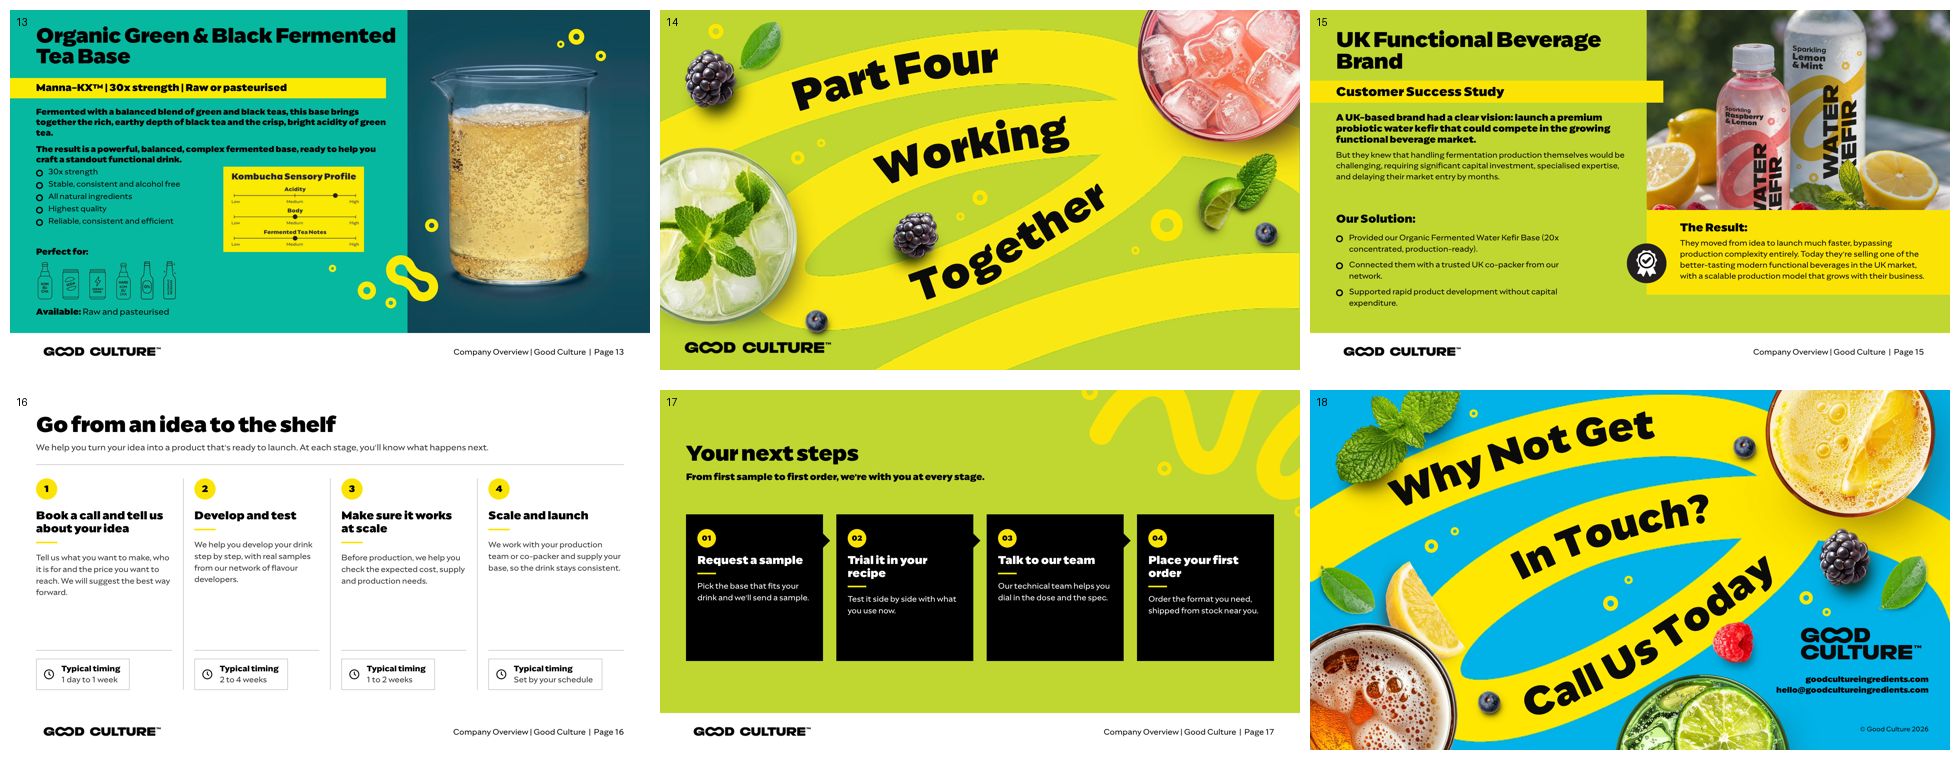 13
Organic Green & Black Fermented
Tea Base
Manna-KX™ | 30x strength | Raw or pasteurised
Fermented with a balanced blend of green and black teas, this base brings
together the rich, earthy depth of black tea and the crisp, bright acidity of green
tea.
The result is a powerful, balanced, complex fermented base, ready to help you
craft a standout functional drink.
30x strength
Stable, consistent and alcohol free
All natural ingredients
Highest quality
Reliable, consistent and efficient
Kombucha Sensory Profile
Acidity
Low Medium High
Body
Low Medium High
Fermented Tea Notes
Low Medium High
Perfect for:
Available: Raw and pasteurised
GOOD CULTURE™
Company Overview | Good Culture | Page 13
14
Part Four
Working
Together
GOOD CULTURE™
15
UK Functional Beverage
Brand
Customer Success Study
A UK-based brand had a clear vision: launch a premium
probiotic water kefir that could compete in the growing
functional beverage market.
But they knew that handling fermentation production themselves would be
challenging, requiring significant capital investment, specialised expertise,
and delaying their market entry by months.
Our Solution:
Provided our Organic Fermented Water Kefir Base (20x
concentrated, production-ready).
Connected them with a trusted UK co-packer from our
network.
Supported rapid product development without capital
expenditure.
Sparkling
Raspberry
& Lemon
WATER
KEFIR
Sparkling
Lemon
& Mint
WATER
KEFIR
The Result:
They moved from idea to launch much faster, bypassing
production complexity entirely. Today they're selling one of the
better-tasting modern functional beverages in the UK market,
with a scalable production model that grows with their business.
GOOD CULTURE™
Company Overview | Good Culture | Page 15
16
Go from an idea to the shelf
We help you turn your idea into a product that's ready to launch. At each stage, you'll know what happens next.
1
Book a call and tell us
about your idea
Tell us what you want to make, who
it is for and the price you want to
reach. We will suggest the best way
forward.
Typical timing
1 day to 1 week
2
Develop and test
We help you develop your drink
step by step, with real samples
from our network of flavour
developers.
Typical timing
2 to 4 weeks
3
Make sure it works
at scale
Before production, we help you
check the expected cost, supply
and production needs.
Typical timing
1 to 2 weeks
4
Scale and launch
We work with your production
team or co-packer and supply your
base, so the drink stays consistent.
Typical timing
Set by your schedule
GOOD CULTURE™
Company Overview | Good Culture | Page 16
17
Your next steps
From first sample to first order, we're with you at every stage.
01
Request a sample
Pick the base that fits your
drink and we'll send a sample.
02
Trial it in your
recipe
Test it side by side with what
you use now.
03
Talk to our team
Our technical team helps you
dial in the dose and the spec.
04
Place your first
order
Order the format you need,
shipped from stock near you.
GOOD CULTURE™
Company Overview | Good Culture | Page 17
18
Why Not Get
In Touch?
Call Us Today
GOOD
CULTURE™
goodcultureingredients.com
hello@goodcultureingredients.com
© Good Culture 2026